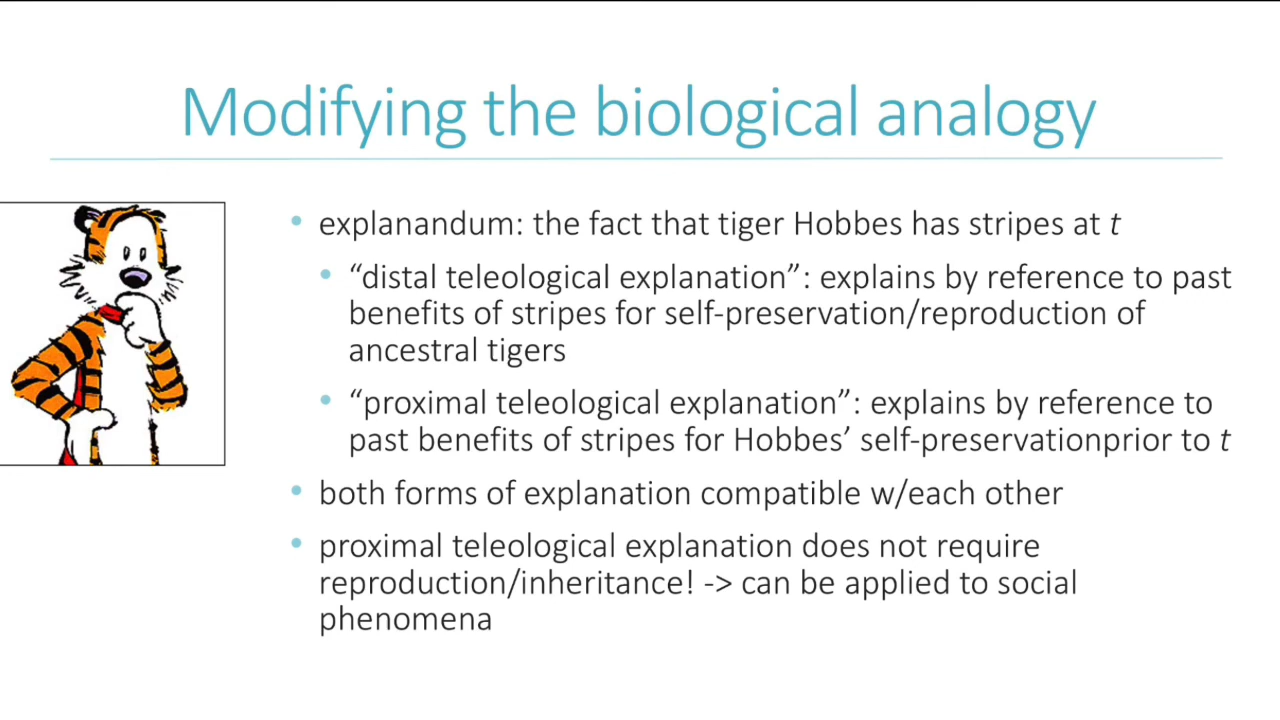 Modifying the biological analogy
• explanandum: the fact that tiger Hobbes has stripes at t
• “distal teleological explanation”: explains by reference to past
benefits of stripes for self-preservation/reproduction of
ancestral tigers
• “proximal teleological explanation”: explains by reference to
past benefits of stripes for Hobbes’ self-preservationprior to t
• both forms of explanation compatible w/each other
• proximal teleological explanation does not require
reproduction/inheritance! -> can be applied to social
phenomena